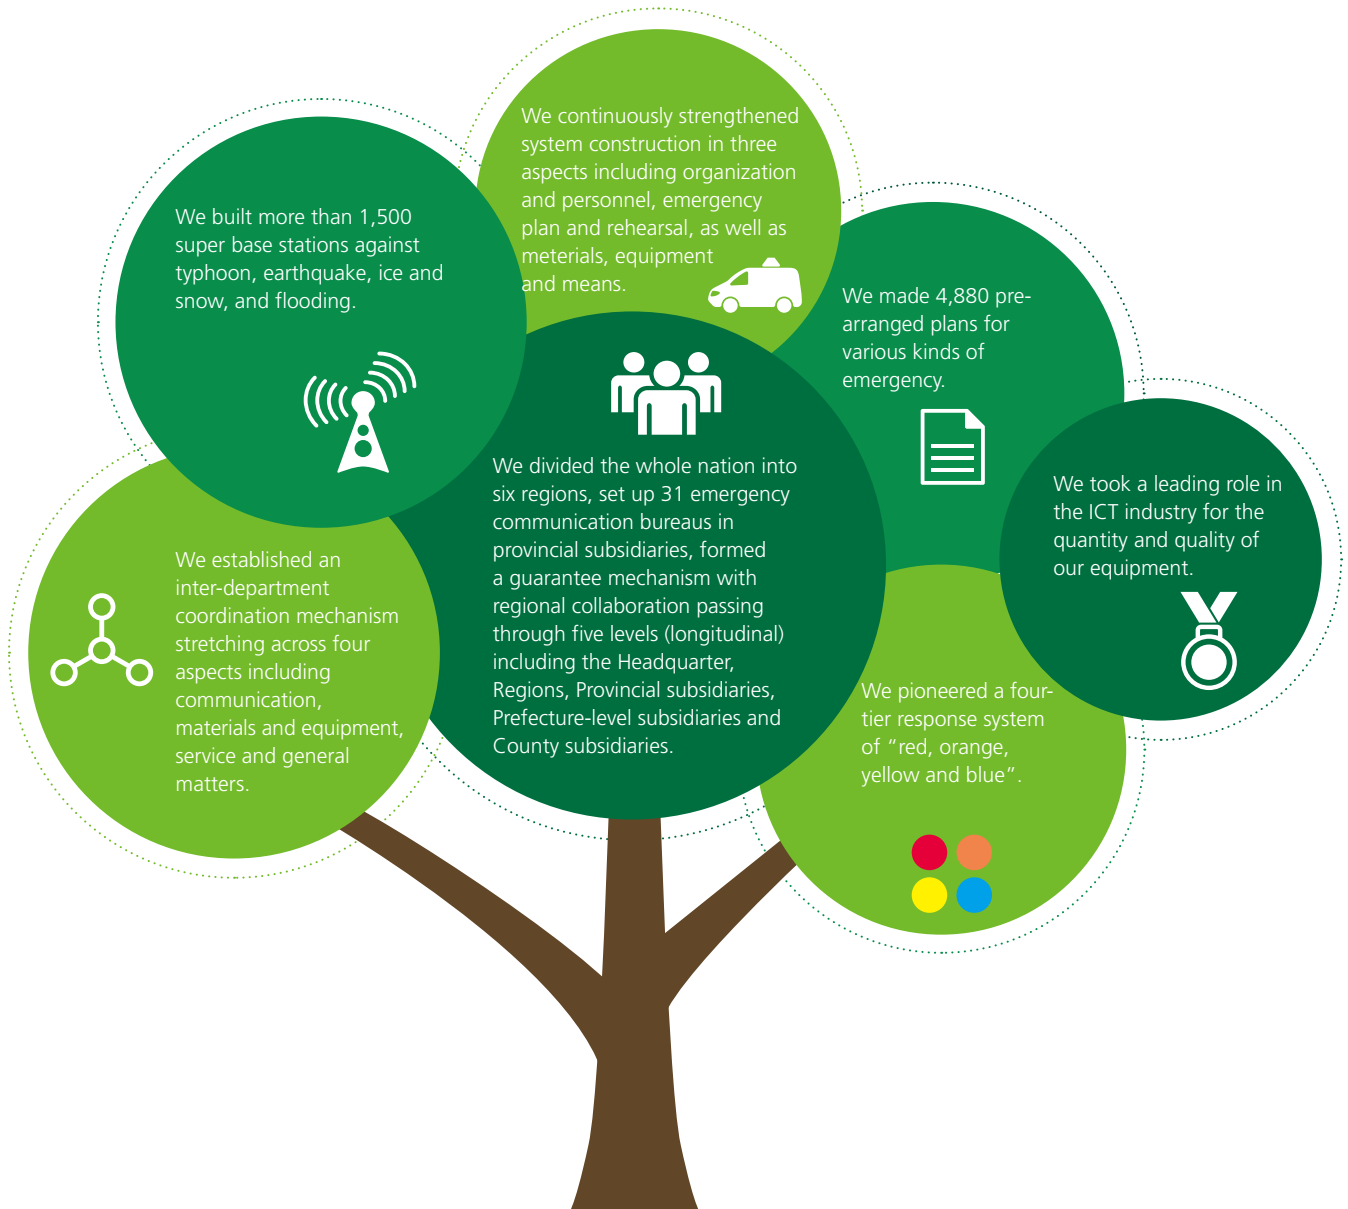 We continuously strengthened
system construction in three
aspects including organization
and personnel, emergency
plan and rehearsal, as well as
meterials, equipment
and means.
We built more than 1,500
super base stations against
typhoon, earthquake, ice and
snow, and flooding.
We made 4,880 pre-
arranged plans for
various kinds of
emergency.
We divided the whole nation into
six regions, set up 31 emergency
communication bureaus in
provincial subsidiaries, formed
a guarantee mechanism with
regional collaboration passing
through five levels (longitudinal)
including the Headquarter,
Regions, Provincial subsidiaries,
Prefecture-level subsidiaries and
County subsidiaries.
We took a leading role in
the ICT industry for the
quantity and quality of
our equipment.
We established an
inter-department
coordination mechanism
stretching across four
aspects including
communication,
materials and equipment,
service and general
matters.
We pioneered a four-
tier response system
of “red, orange,
yellow and blue”.